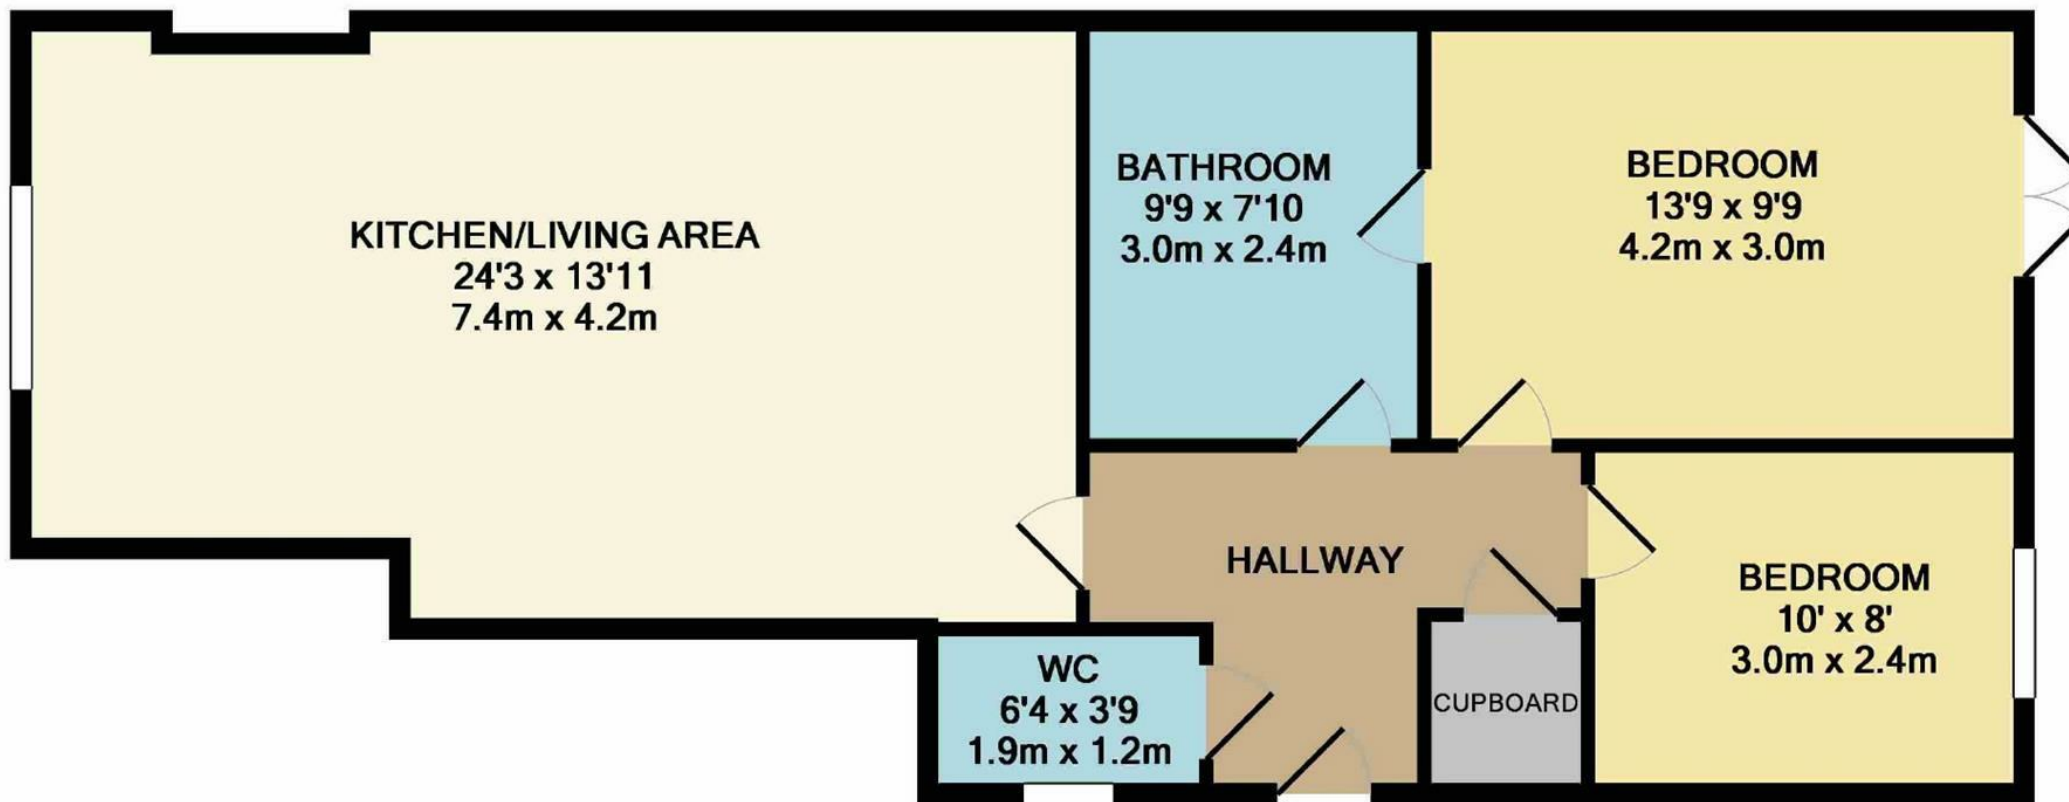 KITCHEN/LIVING AREA
24'3 x 13'11
7.4m x 4.2m
BATHROOM
9'9 x 7'10
3.0m x 2.4m
BEDROOM
13'9 x 9'9
4.2m x 3.0m
HALLWAY
BEDROOM
10' x 8'
3.0m x 2.4m
WC
6'4 x 3'9
1.9m x 1.2m
CUPBOARD